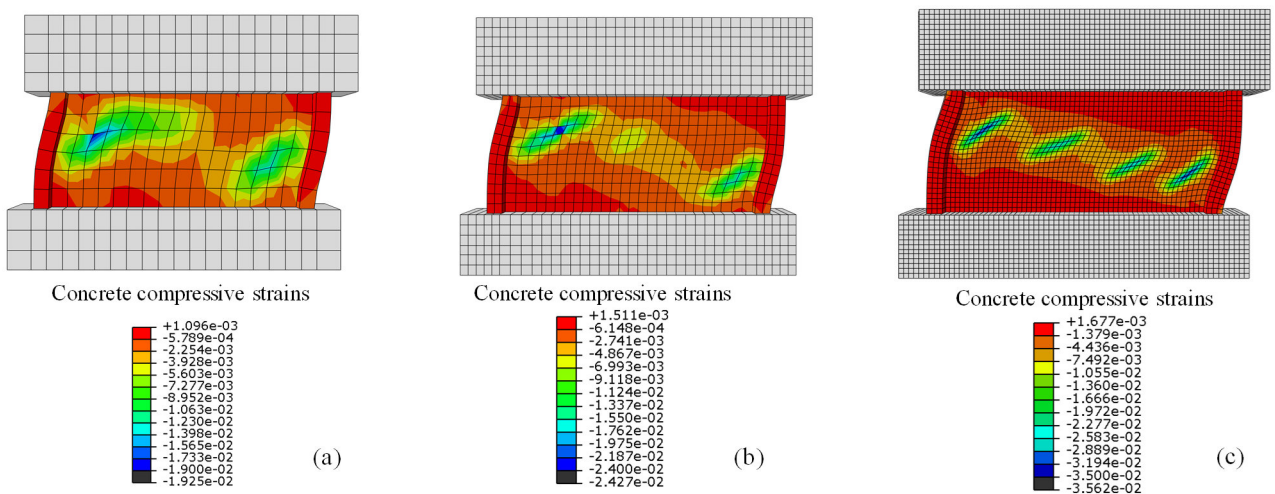 Concrete compressive strains
+1.096e-03
-5.789e-04
-2.254e-03
-3.928e-03
-5.603e-03
-7.277e-03
-8.952e-03
-1.063e-02
-1.230e-02
-1.398e-02
-1.565e-02
-1.733e-02
-1.900e-02
-1.925e-02
(a)
Concrete compressive strains
+1.511e-03
-6.148e-04
-2.741e-03
-4.867e-03
-6.993e-03
-9.118e-03
-1.124e-02
-1.337e-02
-1.550e-02
-1.762e-02
-1.975e-02
-2.187e-02
-2.400e-02
-2.427e-02
(b)
Concrete compressive strains
+1.677e-03
-1.379e-03
-4.436e-03
-7.492e-03
-1.055e-02
-1.360e-02
-1.666e-02
-1.972e-02
-2.277e-02
-2.583e-02
-2.889e-02
-3.194e-02
-3.500e-02
-3.562e-02
(c)